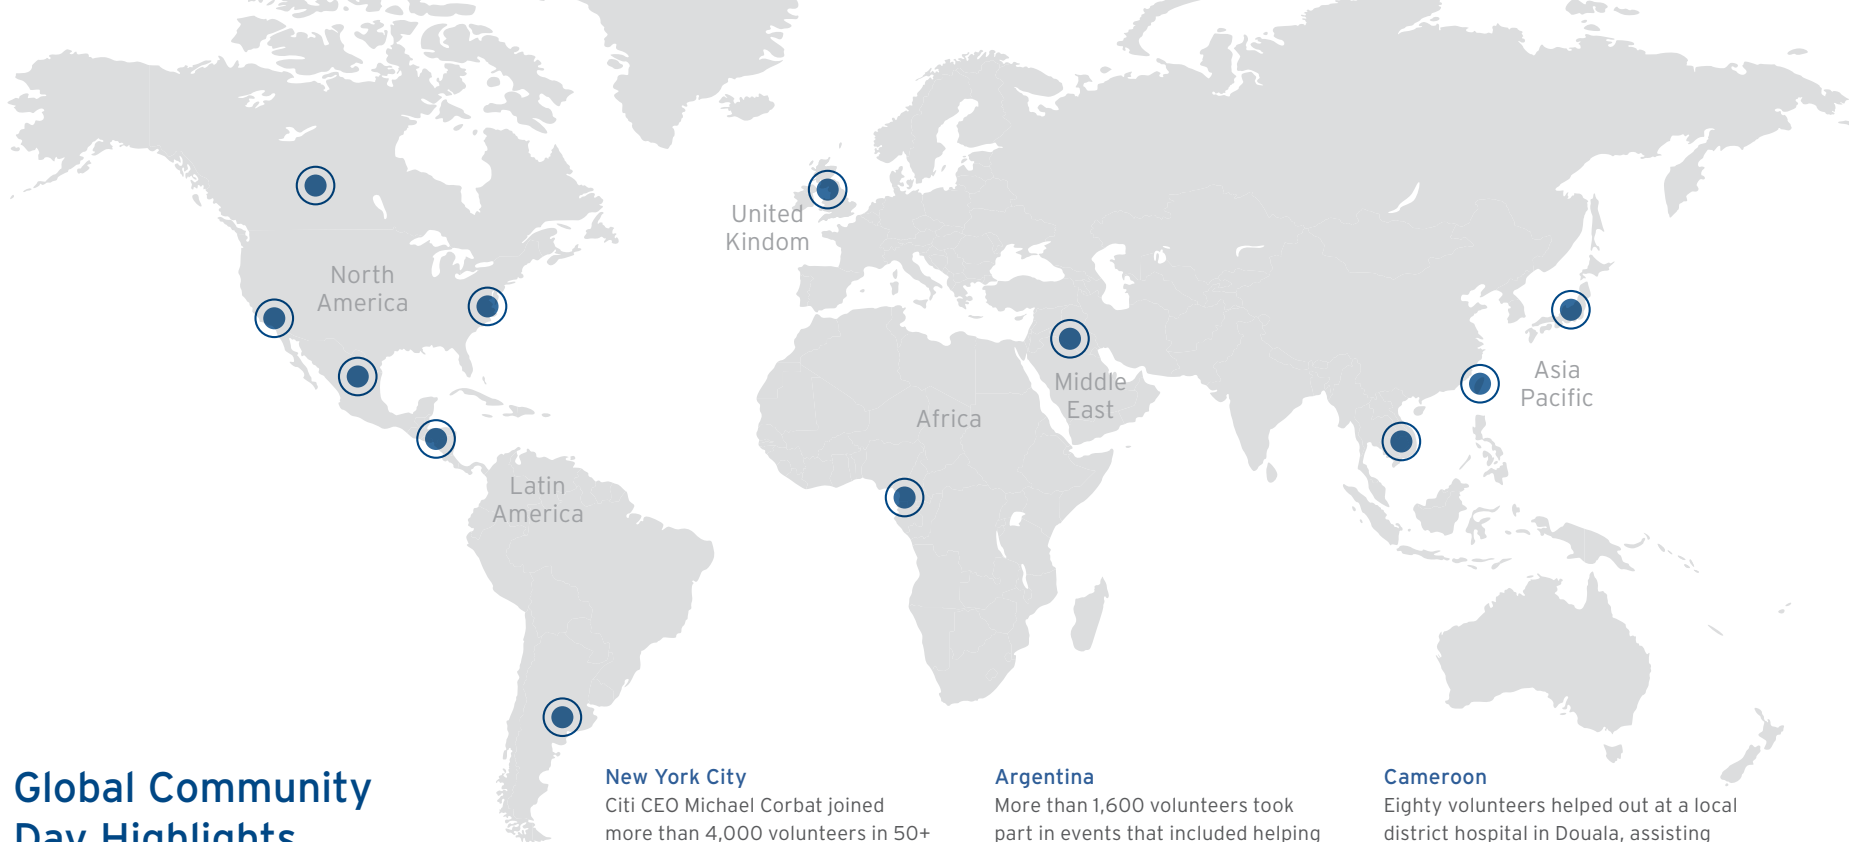 United
Kindom
North
America
Asia
Pacific
Middle
East
Africa
Latin
America
Global Community
Day Highlights
New York City
Citi CEO Michael Corbat joined
more than 4,000 volunteers in 50+
Argentina
More than 1,600 volunteers took
part in events that included helping
Cameroon
Eighty volunteers helped out at a local
district hospital in Douala, assisting